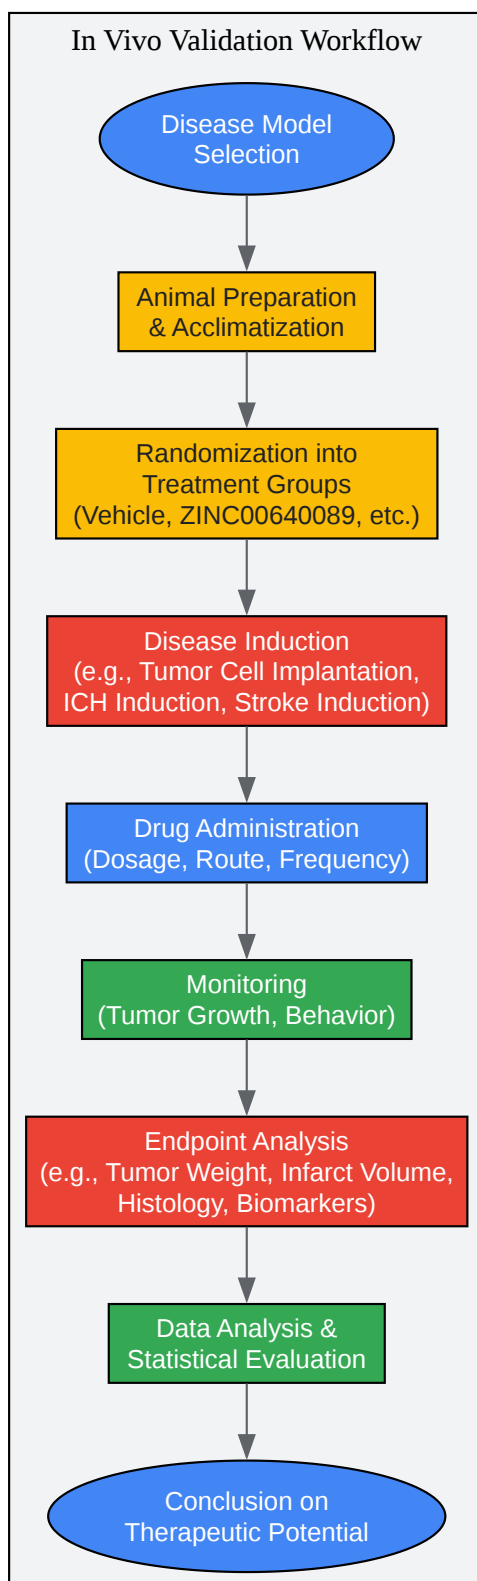 In Vivo Validation Workflow
Disease Model
Selection
Animal Preparation
& Acclimatization
Randomization into
Treatment Groups
(Vehicle, ZINC00640089, etc.)
Disease Induction
(e.g., Tumor Cell Implantation,
ICH Induction, Stroke Induction)
Drug Administration
(Dosage, Route, Frequency)
Monitoring
(Tumor Growth, Behavior)
Endpoint Analysis
(e.g., Tumor Weight, Infarct Volume,
Histology, Biomarkers)
Data Analysis &
Statistical Evaluation
Conclusion on
Therapeutic Potential